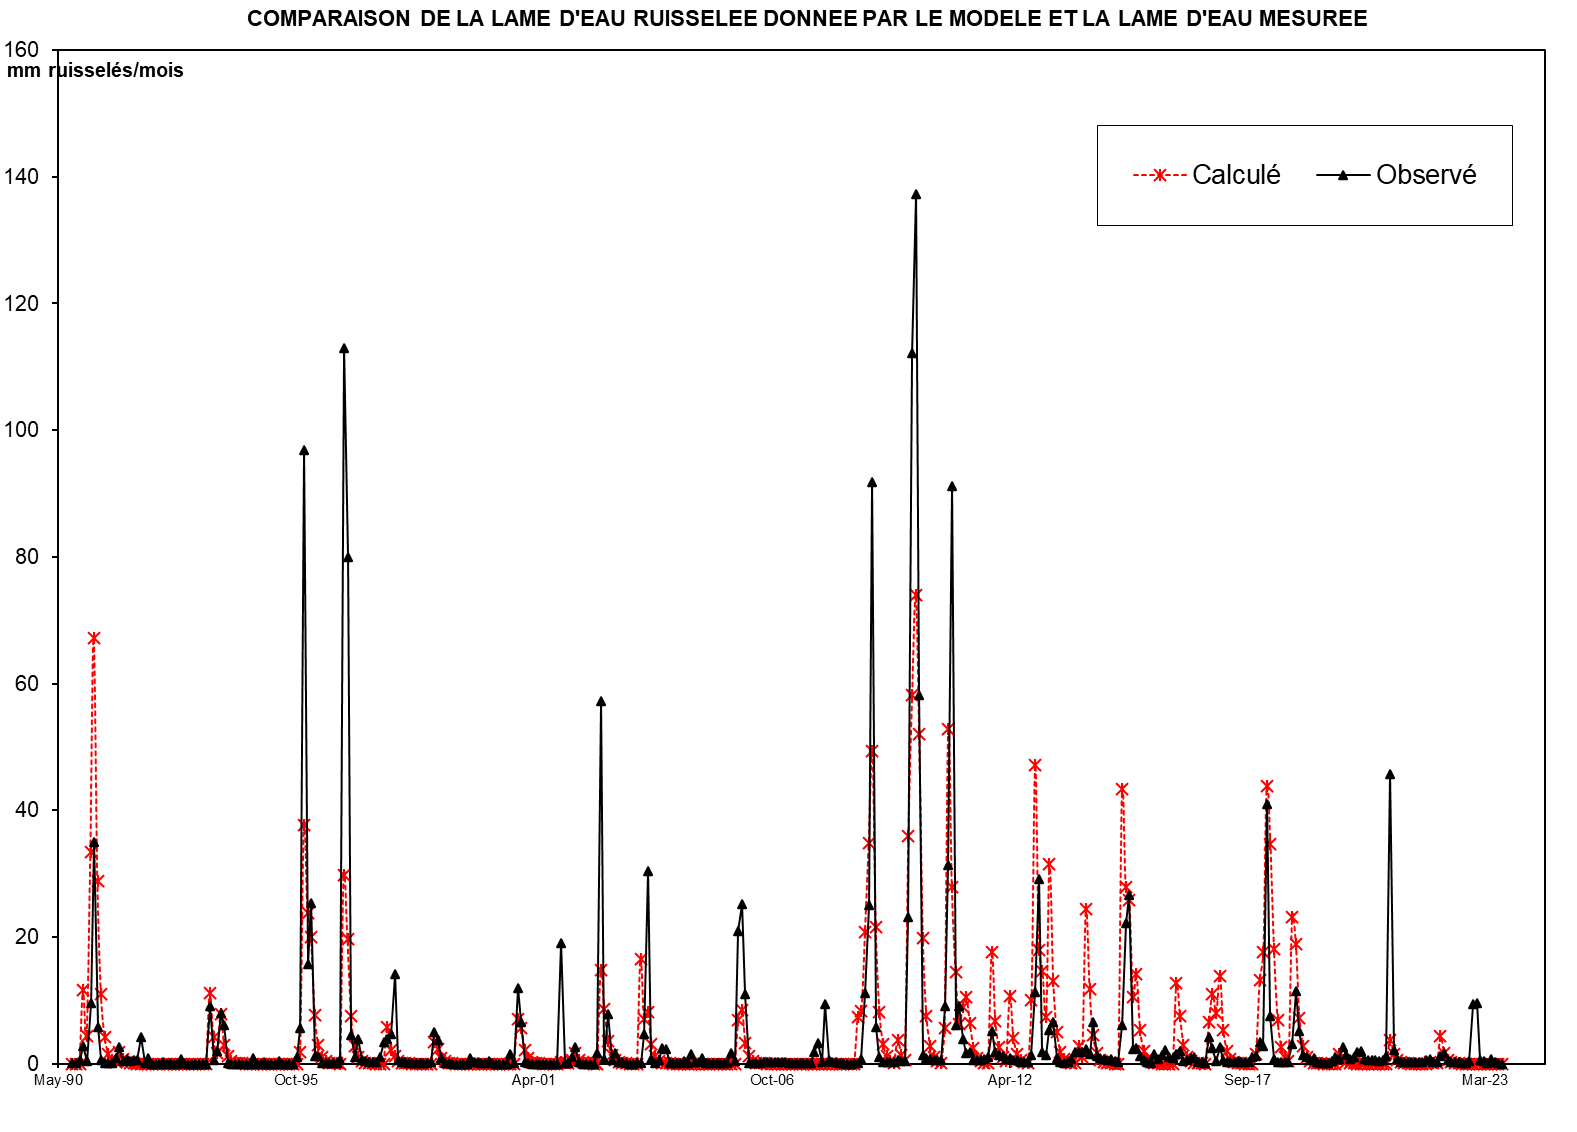 COMPARAISON DE LA LAME D'EAU RUISSELEE DONNEE PAR LE MODELE ET LA LAME D'EAU MESUREE
160
mm ruisselés/mois
Calculé Observé
140
120
100
80
60
40
20
0
May-90 Oct-95 Apr-01 Oct-06 Apr-12 Sep-17 Mar-23